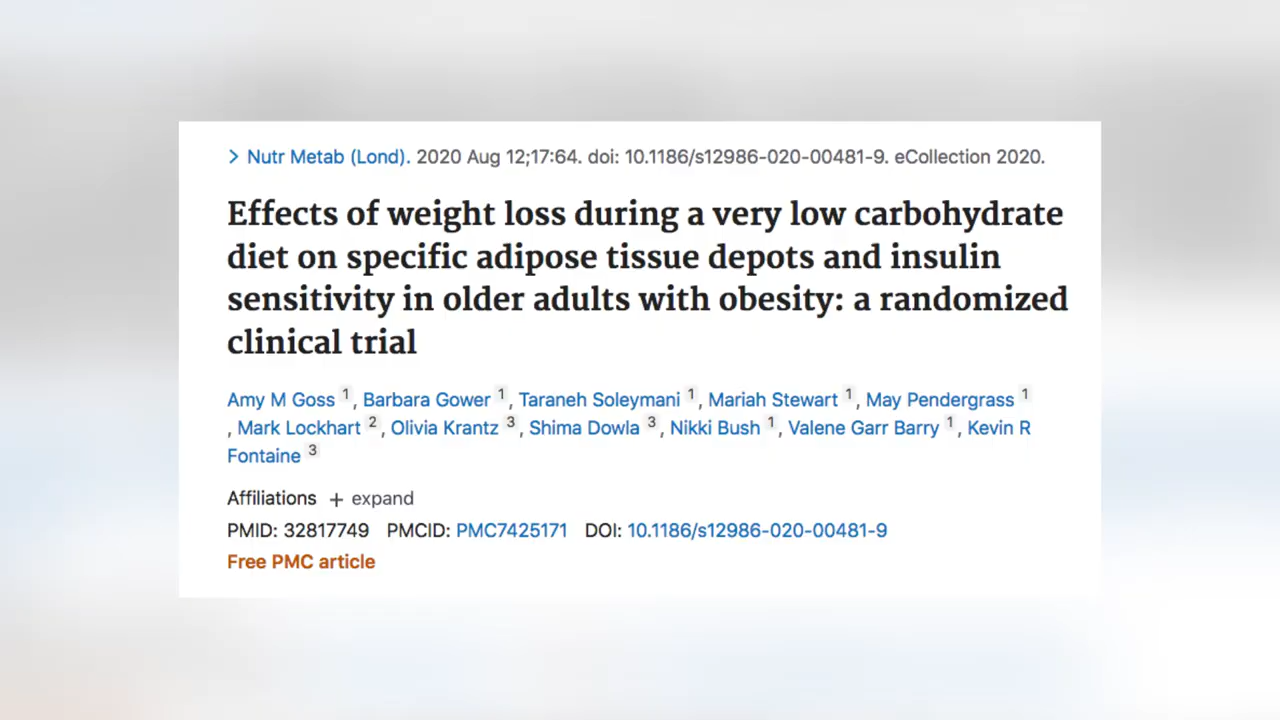 > Nutr Metab (Lond). 2020 Aug 12;17:64. doi: 10.1186/s12986-020-00481-9. eCollection 2020.
Effects of weight loss during a very low carbohydrate
diet on specific adipose tissue depots and insulin
sensitivity in older adults with obesity: a randomized
clinical trial
Amy M Goss 1, Barbara Gower 1, Taraneh Soleymani 1, Mariah Stewart 1, May Pendergrass 1
, Mark Lockhart 2, Olivia Krantz 3, Shima Dowla 3, Nikki Bush 1, Valene Garr Barry 1, Kevin R
Fontaine 3
Affiliations + expand
PMID: 32817749 PMCID: PMC7425171 DOI: 10.1186/s12986-020-00481-9
Free PMC article